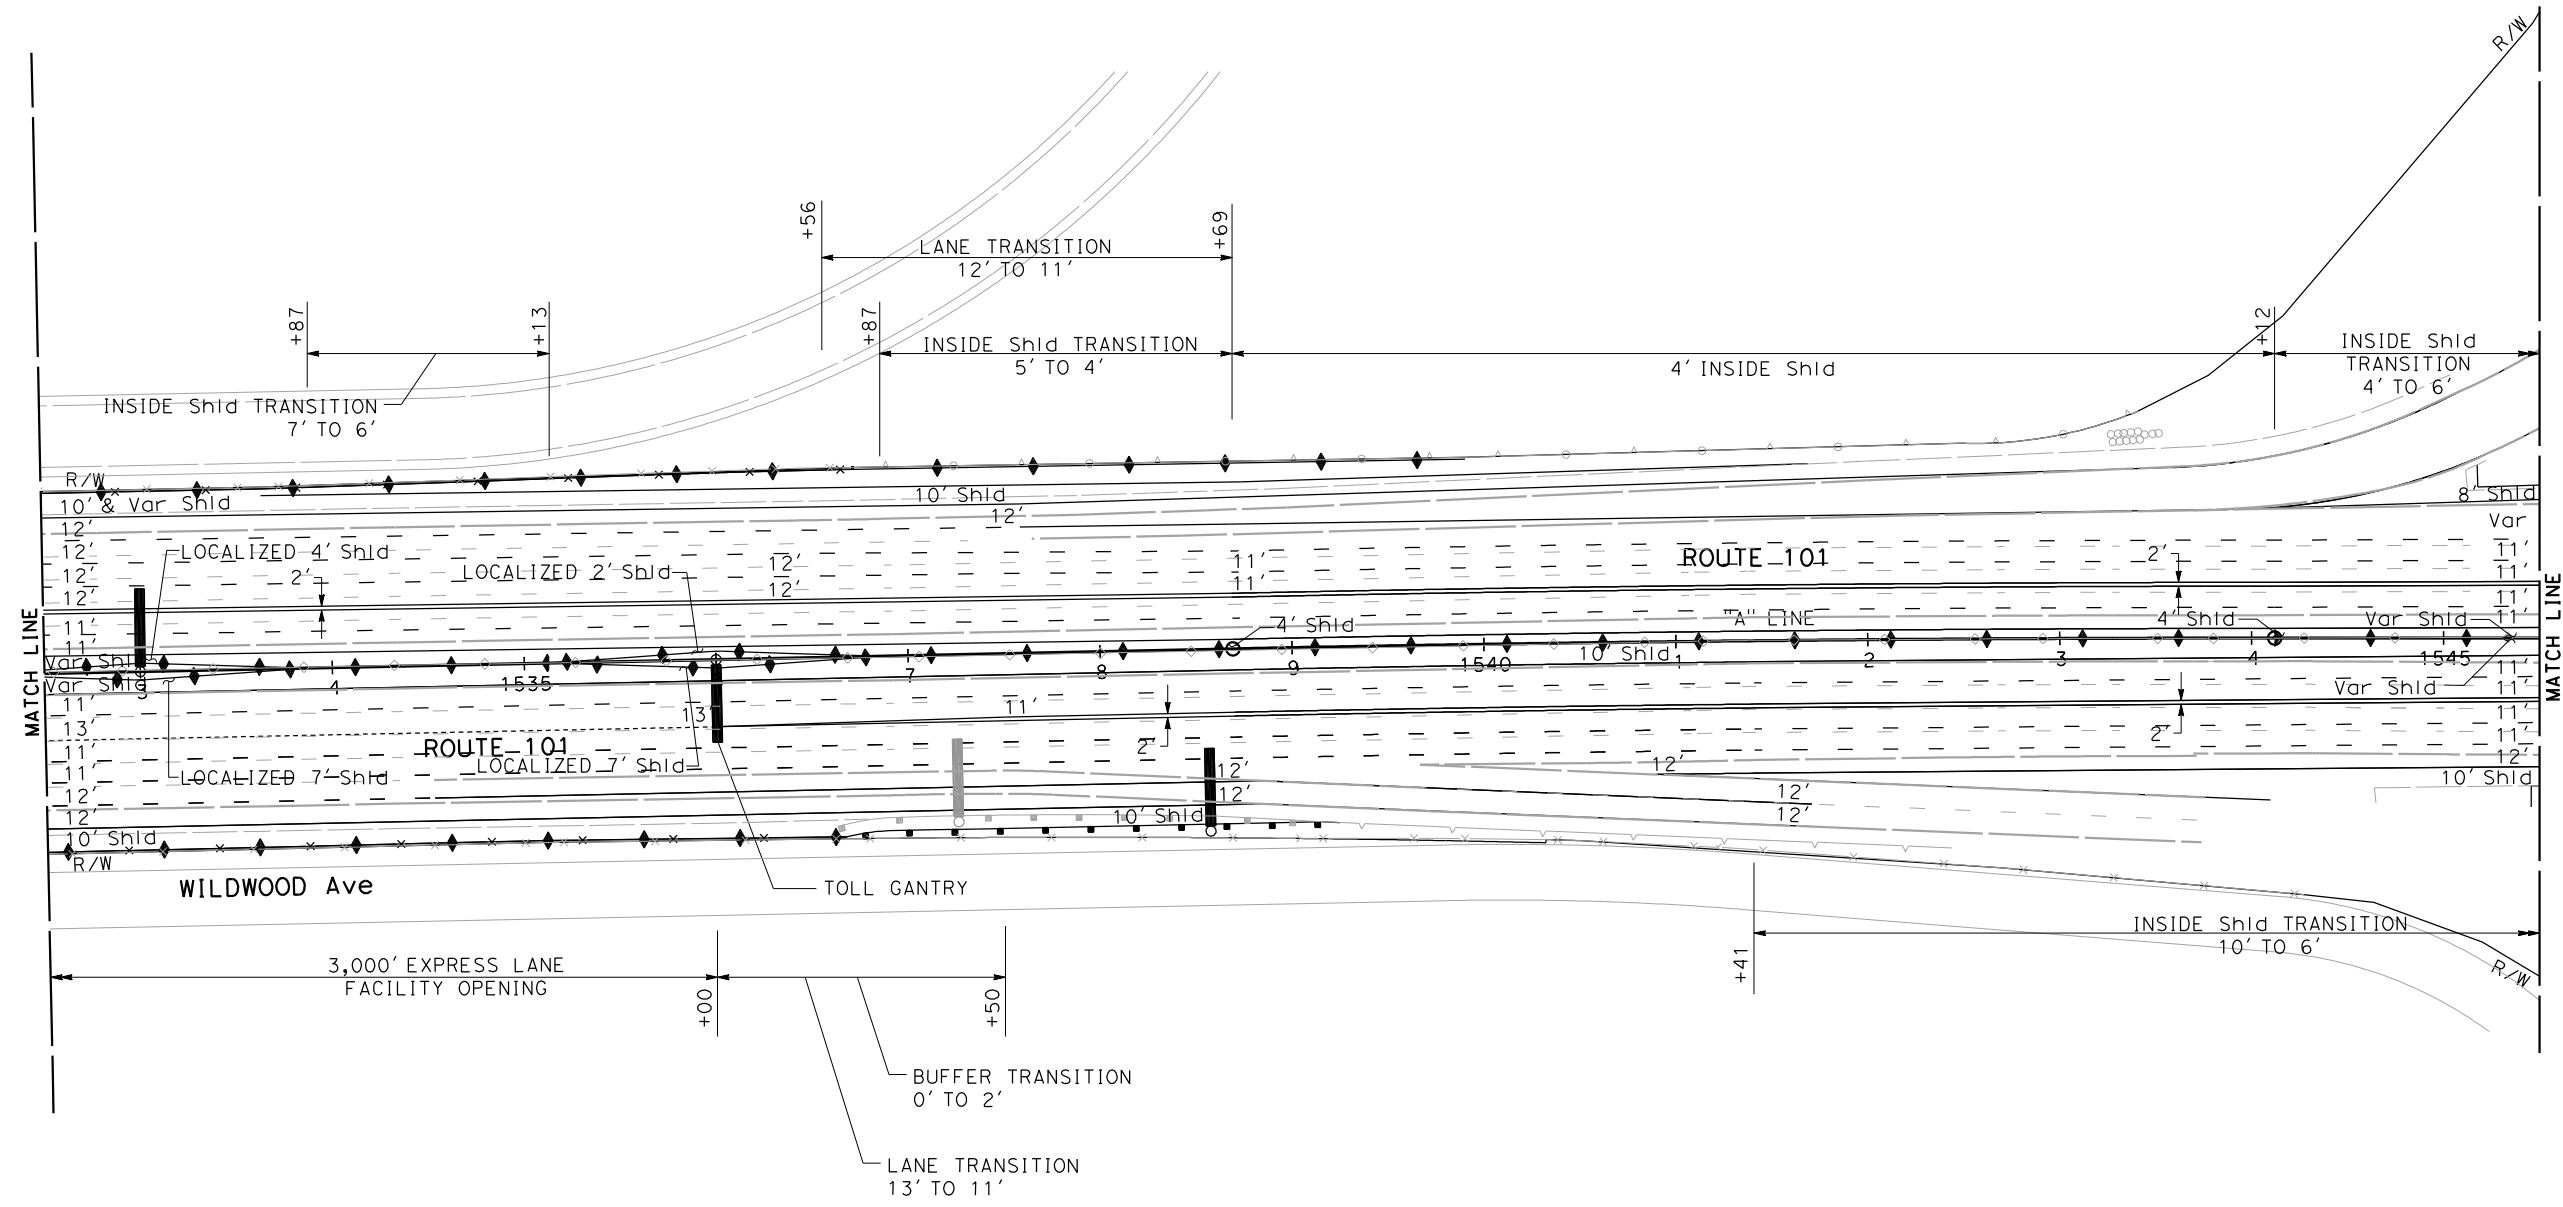 R/W
+56
+69
LANE TRANSITION
12' TO 11'
+87
+13
+87
+12
INSIDE Shld TRANSITION
5' TO 4'
4' INSIDE Shld
INSIDE Shld
TRANSITION
4' TO 6'
INSIDE Shld TRANSITION
7' TO 6'
R/W
10' & Var Shld
10' Shld
8' Shld
12'
12'
Var
12'
LOCALIZED 4' Shld
12'
12'
11'
ROUTE 101
2'
11'
12'
2'
LOCALIZED 2' Shld
12'
11'
11'
12'
11'
11'
4' Shld
"A" LINE
4' Shld
Var Shld
11'
11'
Var Shld
Var Shld
3
4
1535
7
8
9
1540
10' Shld
1
2
3
4
1545
11'
11'
Var Shld
11'
13'
13'
11'
11'
11'
ROUTE 101
2'
2'
11'
11'
LOCALIZED 7' Shld
LOCALIZED 7' Shld
12'
12'
12'
10' Shld
12'
12'
12'
12'
12'
10' Shld
10' Shld
R/W
WILDWOOD Ave
TOLL GANTRY
MATCH LINE
MATCH LINE
3,000' EXPRESS LANE
FACILITY OPENING
+00
+50
+41
INSIDE Shld TRANSITION
10' TO 6'
R/W
BUFFER TRANSITION
0' TO 2'
LANE TRANSITION
13' TO 11'